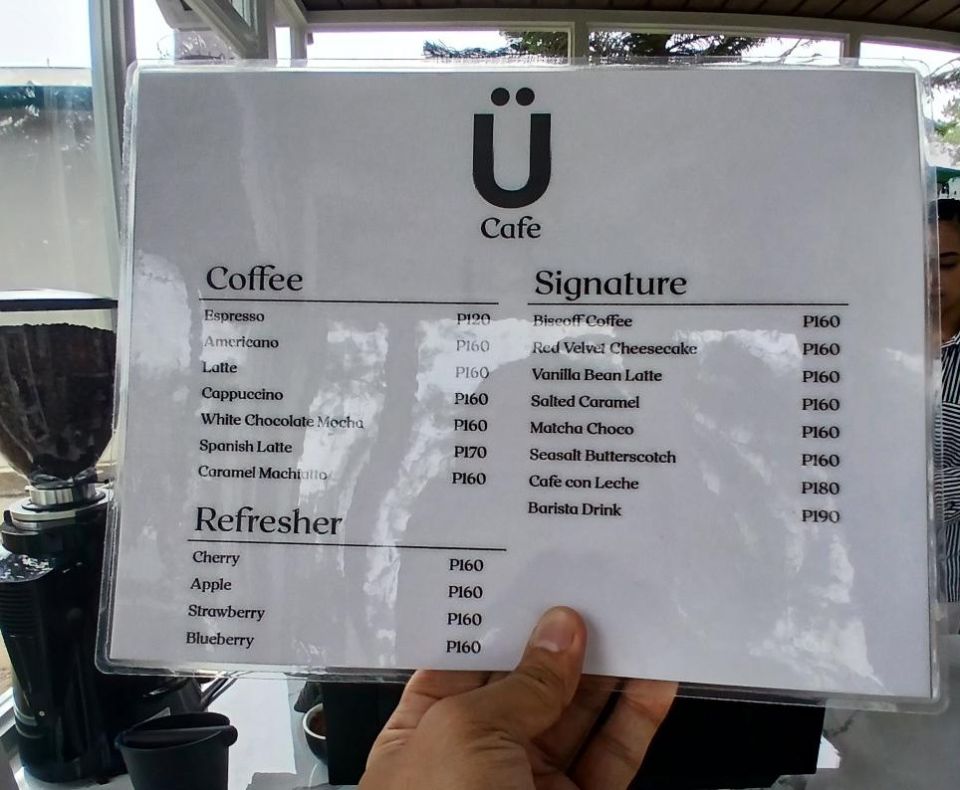 Ü
Cafe
Coffee
Espresso P120
Americano P160
Latte P160
Cappuccino P160
White Chocolate Mocha P160
Spanish Latte P170
Caramel Machiatto P160
Refresher
Cherry P160
Apple P160
Strawberry P160
Blueberry P160
Signature
Biscoff Coffee P160
Red Velvet Cheesecake P160
Vanilla Bean Latte P160
Salted Caramel P160
Matcha Choco P160
Seasalt Butterscotch P160
Cafe con Leche P180
Barista Drink P190